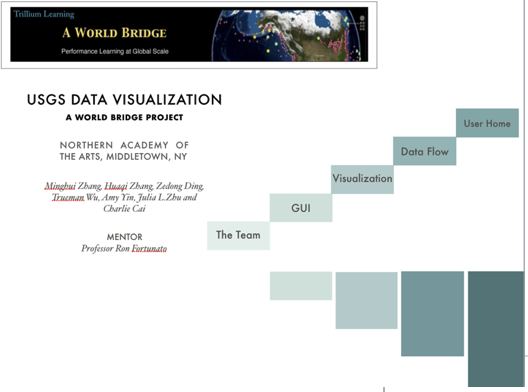 Trillium Learning
A WORLD BRIDGE
Performance Learning at Global Scale
USGS DATA VISUALIZATION
A WORLD BRIDGE PROJECT
NORTHERN ACADEMY OF
THE ARTS, MIDDLETOWN, NY
Minghui Zhang, Huaqi Zhang, Zedong Ding,
Trueman Wu, Amy Yin, Julia L.Zhu and
Charlie Cai
MENTOR
Professor Ron Fortunato
User Home
Data Flow
Visualization
GUI
The Team